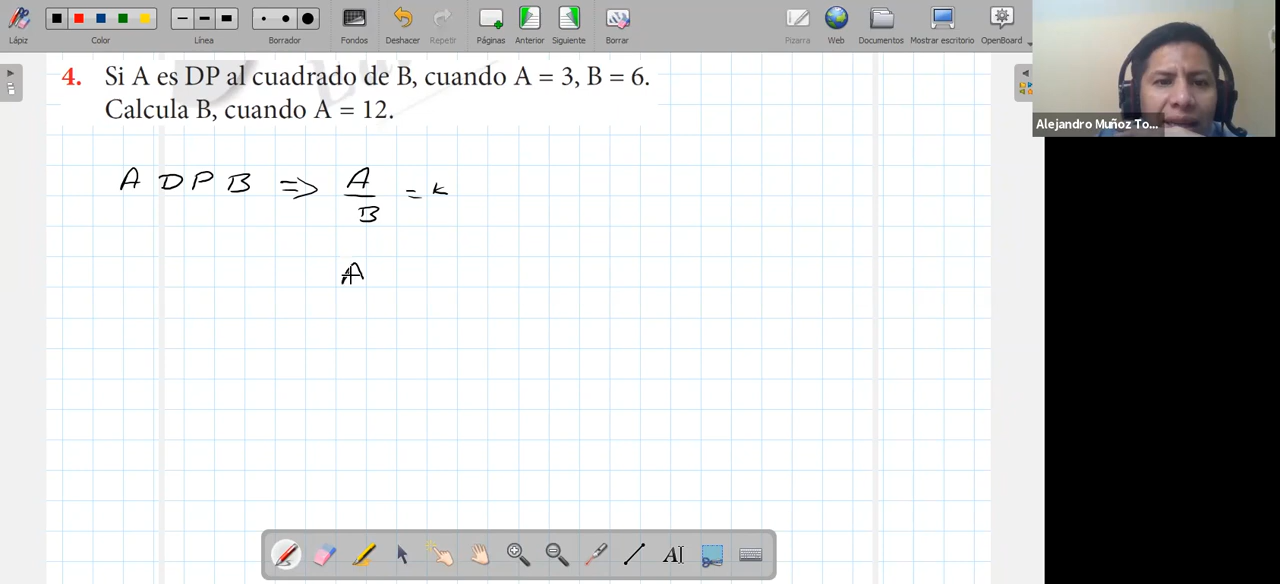 Lápiz Color Línea Borrador Fondos Deshacer Repetir Páginas Anterior Siguiente Borrar Pizarra Web Documentos Mostrar escritorio OpenBoard
4. Si A es DP al cuadrado de B, cuando A = 3, B = 6.
Calcula B, cuando A = 12.
Alejandro Muñoz To...
A DP B ⇒ A/B = k
A
A